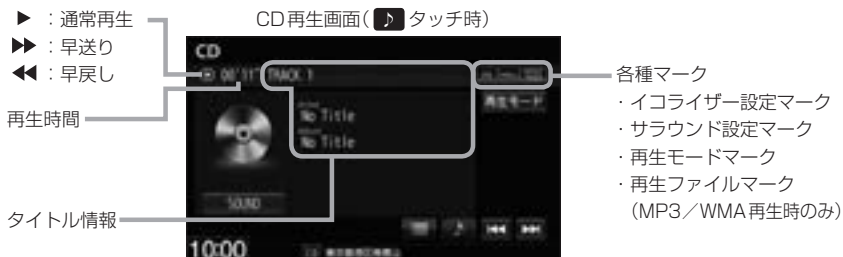 ▶ ：通常再生
▶▶ ：早送り
◀◀ ：早戻し
再生時間
タイトル情報
CD再生画面(♪タッチ時)
CD
00'11" TRACK 1
No Title
No Title
再生モード
SOUND
10:00
各種マーク
・イコライザー設定マーク
・サラウンド設定マーク
・再生モードマーク
・再生ファイルマーク
(MP3／WMA再生時のみ)